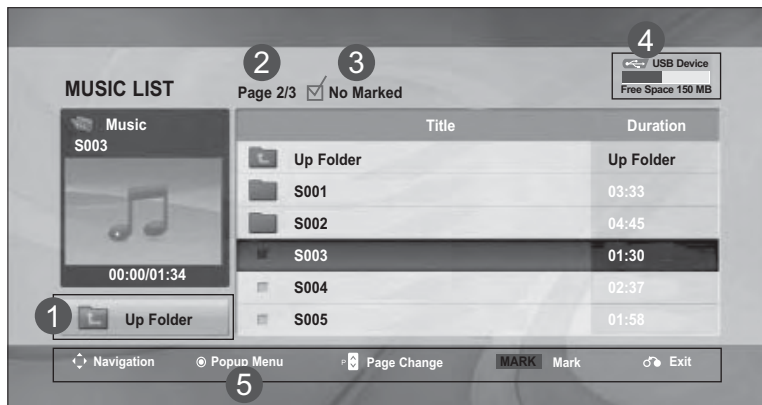 4
USB Device
Free Space 150 MB
2
3
MUSIC LIST
Page 2/3
No Marked
Music
S003
00:00/01:34
Title
Duration
Up Folder
Up Folder
S001
03:33
S002
04:45
S003
01:30
S004
02:37
S005
01:58
1
Up Folder
Navigation
Popup Menu
P
Page Change
MARK
Mark
Exit
5